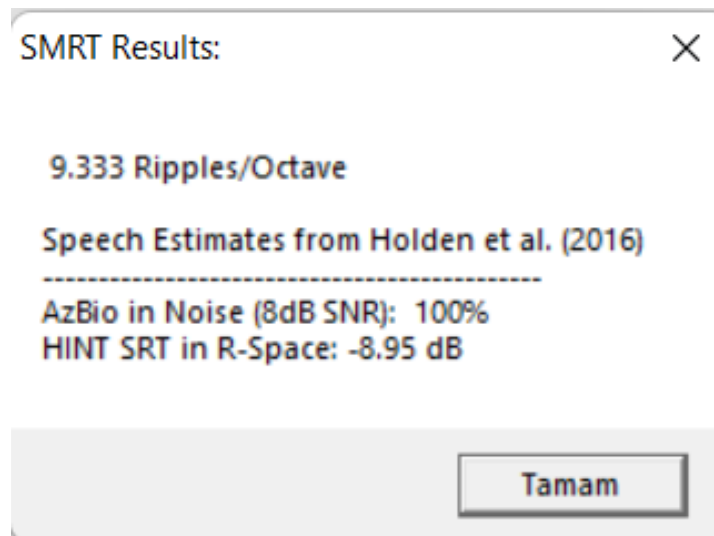 SMRT Results:
9.333 Ripples/Octave
Speech Estimates from Holden et al. (2016)
-----------------------------------------------
AzBio in Noise (8dB SNR):  100%
HINT SRT in R-Space: -8.95 dB
Tamam